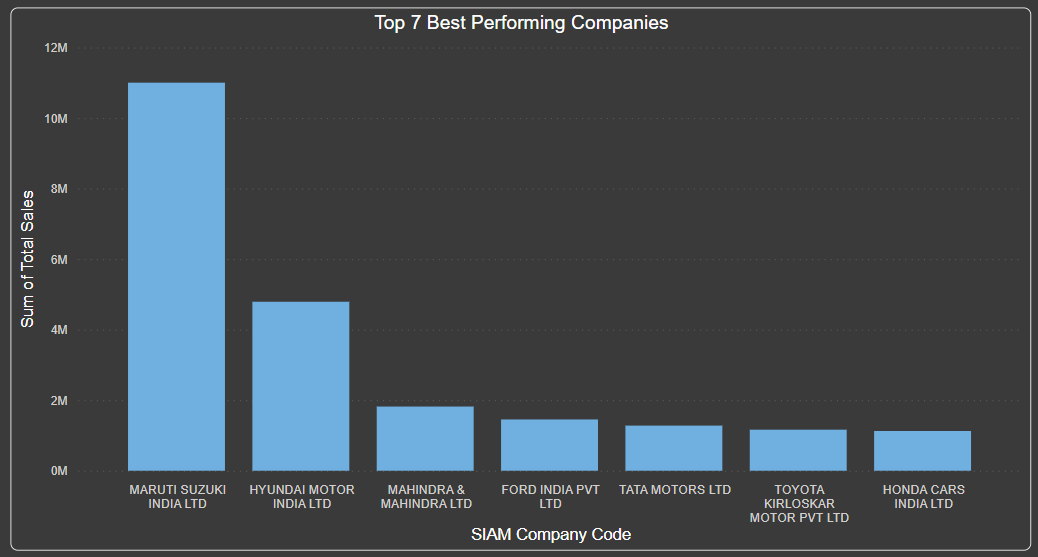 Top 7 Best Performing Companies
12M
10M
8M
6M
4M
2M
0M
Sum of Total Sales
MARUTI SUZUKI
INDIA LTD
HYUNDAI MOTOR
INDIA LTD
MAHINDRA &
MAHINDRA LTD
FORD INDIA PVT
LTD
TATA MOTORS LTD
TOYOTA
KIRLOSKAR
MOTOR PVT LTD
HONDA CARS
INDIA LTD
SIAM Company Code